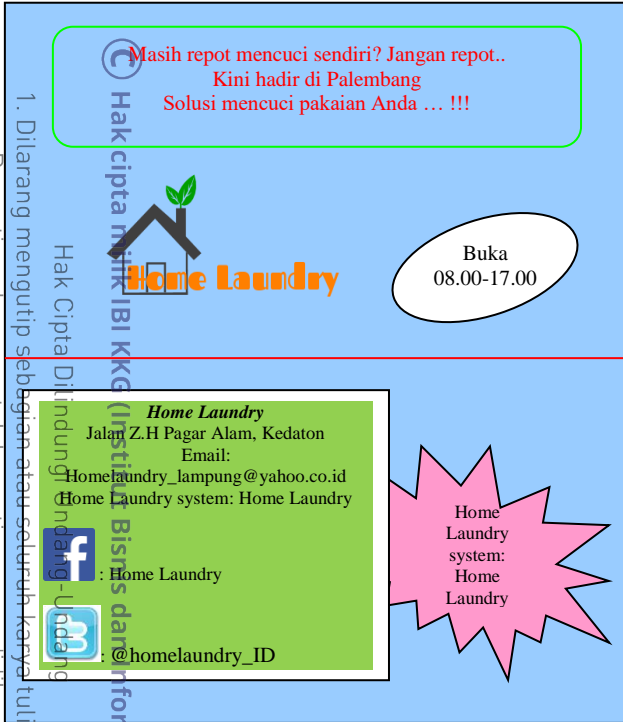 Masih repot mencuci sendiri? Jangan repot..
Kini hadir di Palembang
Solusi mencuci pakaian Anda … !!!
Home Laundry
Buka
08.00-17.00
Home Laundry
Jalan Z.H Pagar Alam, Kedaton
Email:
Homelaundry_lampung@yahoo.co.id
Home Laundry system: Home Laundry
f : Home Laundry
: @homelaundry_ID
Home
Laundry
system:
Home
Laundry
© Hak cipta milik IBI KKG (Institut Bisnis dan Infor
Hak Cipta Dilindungi Undang-Undang
1. Dilarang mengutip sebagian atau seluruh karya tuli